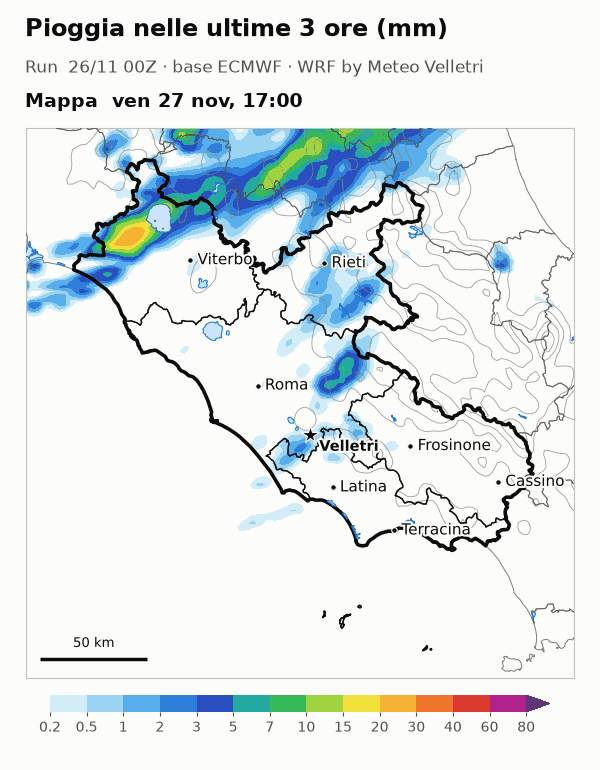 Pioggia nelle ultime 3 ore (mm)
Run  26/11 00Z · base ECMWF · WRF by Meteo Velletri
Mappa  ven 27 nov, 17:00
Viterbo
Rieti
Roma
Velletri
Frosinone
Latina
Cassino
Terracina
50 km
0.2 0.5 1 2 3 5 7 10 15 20 30 40 60 80